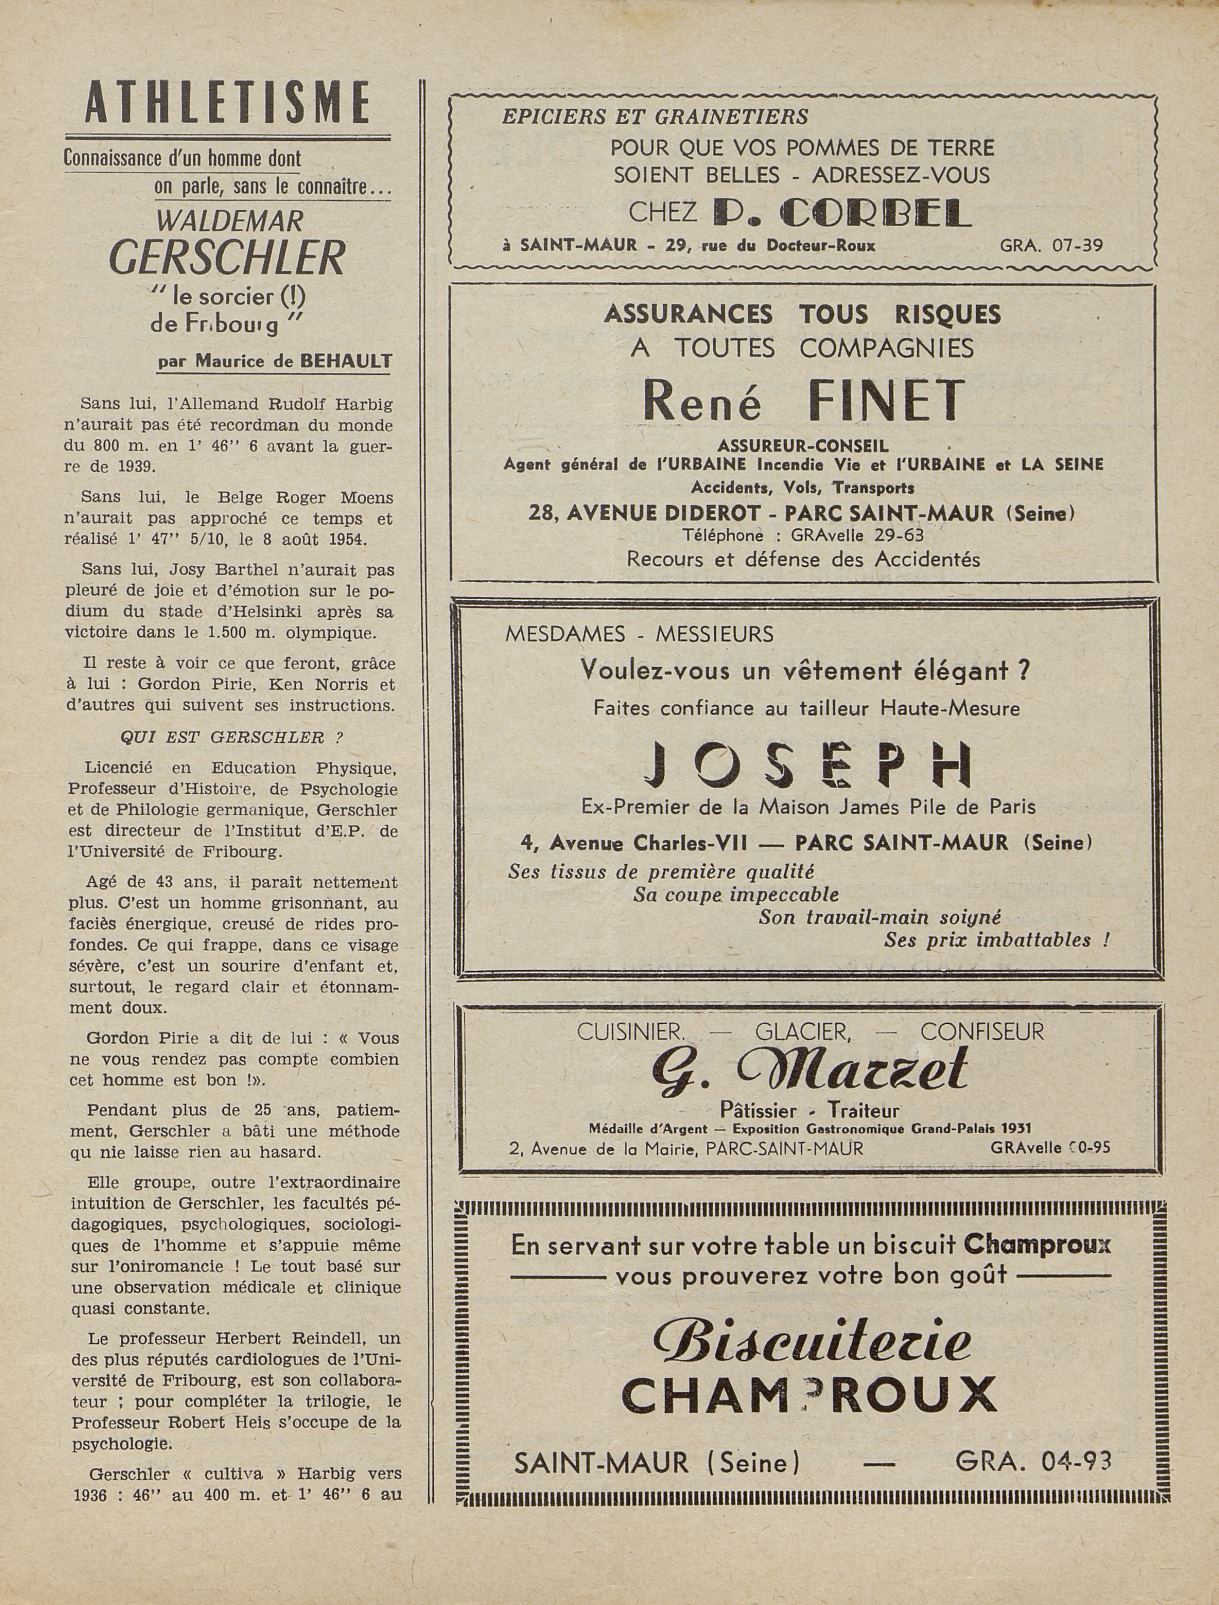 ATHLETISME
Connaissance d'un homme dont
on parle, sans le connaître...
WALDEMAR
GERSCHLER
“ le sorcier (!)
de Fribourg ”
par Maurice de BEHAULT
Sans lui, l'Allemand Rudolf Harbig
n'aurait pas été recordman du monde
du 800 m. en 1' 46'' 6 avant la guer-
re de 1939.
Sans lui, le Belge Roger Moens
n'aurait pas approché ce temps et
réalisé 1' 47'' 5/10, le 8 août 1954.
Sans lui, Josy Barthel n'aurait pas
pleuré de joie et d'émotion sur le po-
dium du stade d'Helsinki après sa
victoire dans le 1.500 m. olympique.
Il reste à voir ce que feront, grâce
à lui : Gordon Pirie, Ken Norris et
d'autres qui suivent ses instructions.
QUI EST GERSCHLER ?
Licencié en Education Physique,
Professeur d'Histoire, de Psychologie
et de Philologie germanique, Gerschler
est directeur de l'Institut d'E.P. de
l'Université de Fribourg.
Agé de 43 ans, il paraît nettement
plus. C'est un homme grisonnant, au
faciès énergique, creusé de rides pro-
fondes. Ce qui frappe, dans ce visage
sévère, c'est un sourire d'enfant et,
surtout, le regard clair et étonnam-
ment doux.
Gordon Pirie a dit de lui : « Vous
ne vous rendez pas compte combien
cet homme est bon !».
Pendant plus de 25 ans, patiem-
ment, Gerschler a bâti une méthode
qu nie laisse rien au hasard.
Elle groupe, outre l'extraordinaire
intuition de Gerschler, les facultés pé-
dagogiques, psychologiques, sociologi-
ques de l'homme et s'appuie même
sur l'oniromancie ! Le tout basé sur
une observation médicale et clinique
quasi constante.
Le professeur Herbert Reindell, un
des plus réputés cardiologues de l'Uni-
versité de Fribourg, est son collabora-
teur ; pour compléter la trilogie, le
Professeur Robert Heis s'occupe de la
psychologie.
Gerschler « cultiva » Harbig vers
1936 : 46'' au 400 m. et 1' 46'' 6 au
EPICIERS ET GRAINETIERS
POUR QUE VOS POMMES DE TERRE
SOIENT BELLES - ADRESSEZ-VOUS
CHEZ P. CORBEL
à SAINT-MAUR - 29, rue du Docteur-Roux GRA. 07-39
ASSURANCES TOUS RISQUES
A TOUTES COMPAGNIES
René FINET
ASSUREUR-CONSEIL
Agent général de l'URBAINE Incendie Vie et l'URBAINE et LA SEINE
Accidents, Vols, Transports
28, AVENUE DIDEROT - PARC SAINT-MAUR (Seine)
Téléphone : GRAvelle 29-63
Recours et défense des Accidentés
MESDAMES - MESSIEURS
Voulez-vous un vêtement élégant ?
Faites confiance au tailleur Haute-Mesure
JOSEPH
Ex-Premier de la Maison James Pile de Paris
4, Avenue Charles-VII — PARC SAINT-MAUR (Seine)
Ses tissus de première qualité
Sa coupe impeccable
Son travail-main soigné
Ses prix imbattables !
CUISINIER. — GLACIER, — CONFISEUR
G. Marzet
Pâtissier - Traiteur
Médaille d'Argent — Exposition Gastronomique Grand-Palais 1931
2, Avenue de la Mairie, PARC-SAINT-MAUR GRAvelle
En servant sur votre table un biscuit Champroux
vous prouverez votre bon goût
Biscuiterie
CHAMPROUX
SAINT-MAUR (Seine) — GRA. 04-93